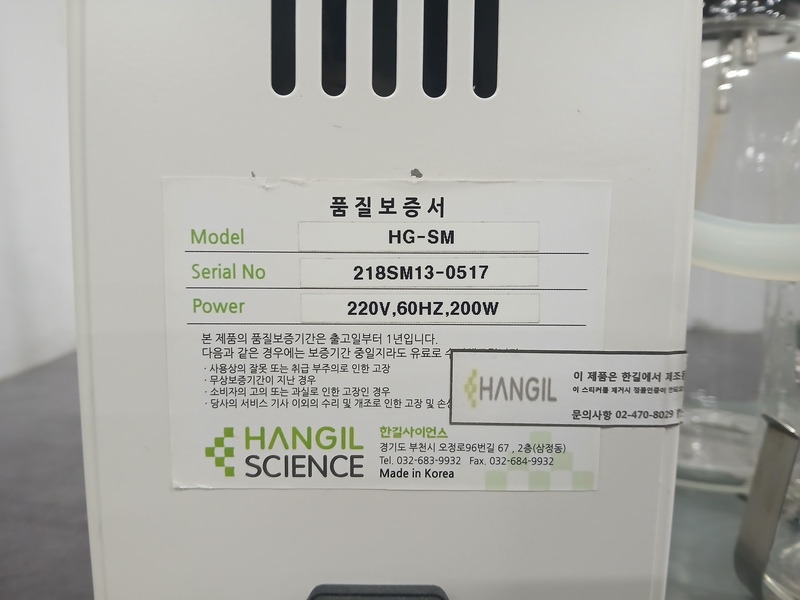 품질보증서
Model HG-SM
Serial No 218SM13-0517
Power 220V,60HZ,200W
본 제품의 품질보증기간은 출고일부터 1년입니다.
다음과 같은 경우에는 보증기간 중일지라도 유료로
· 사용상의 잘못 또는 취급 부주의로 인한 고장
· 무상보증기간이 지난 경우
· 소비자의 고의 또는 과실로 인한 고장인 경우
· 당사의 서비스 기사 이외의 수리 및 개조로 인한 고장 및
HANGIL
이 제품은 한길에서
이 스티커를 제거시
문의사항 02-470-8029
HANGIL SCIENCE
한길사이언스
경기도 부천시 오정로96번길 67 , 2층(삼정동)
Tel. 032-683-9932 Fax. 032-684-9932
Made in Korea